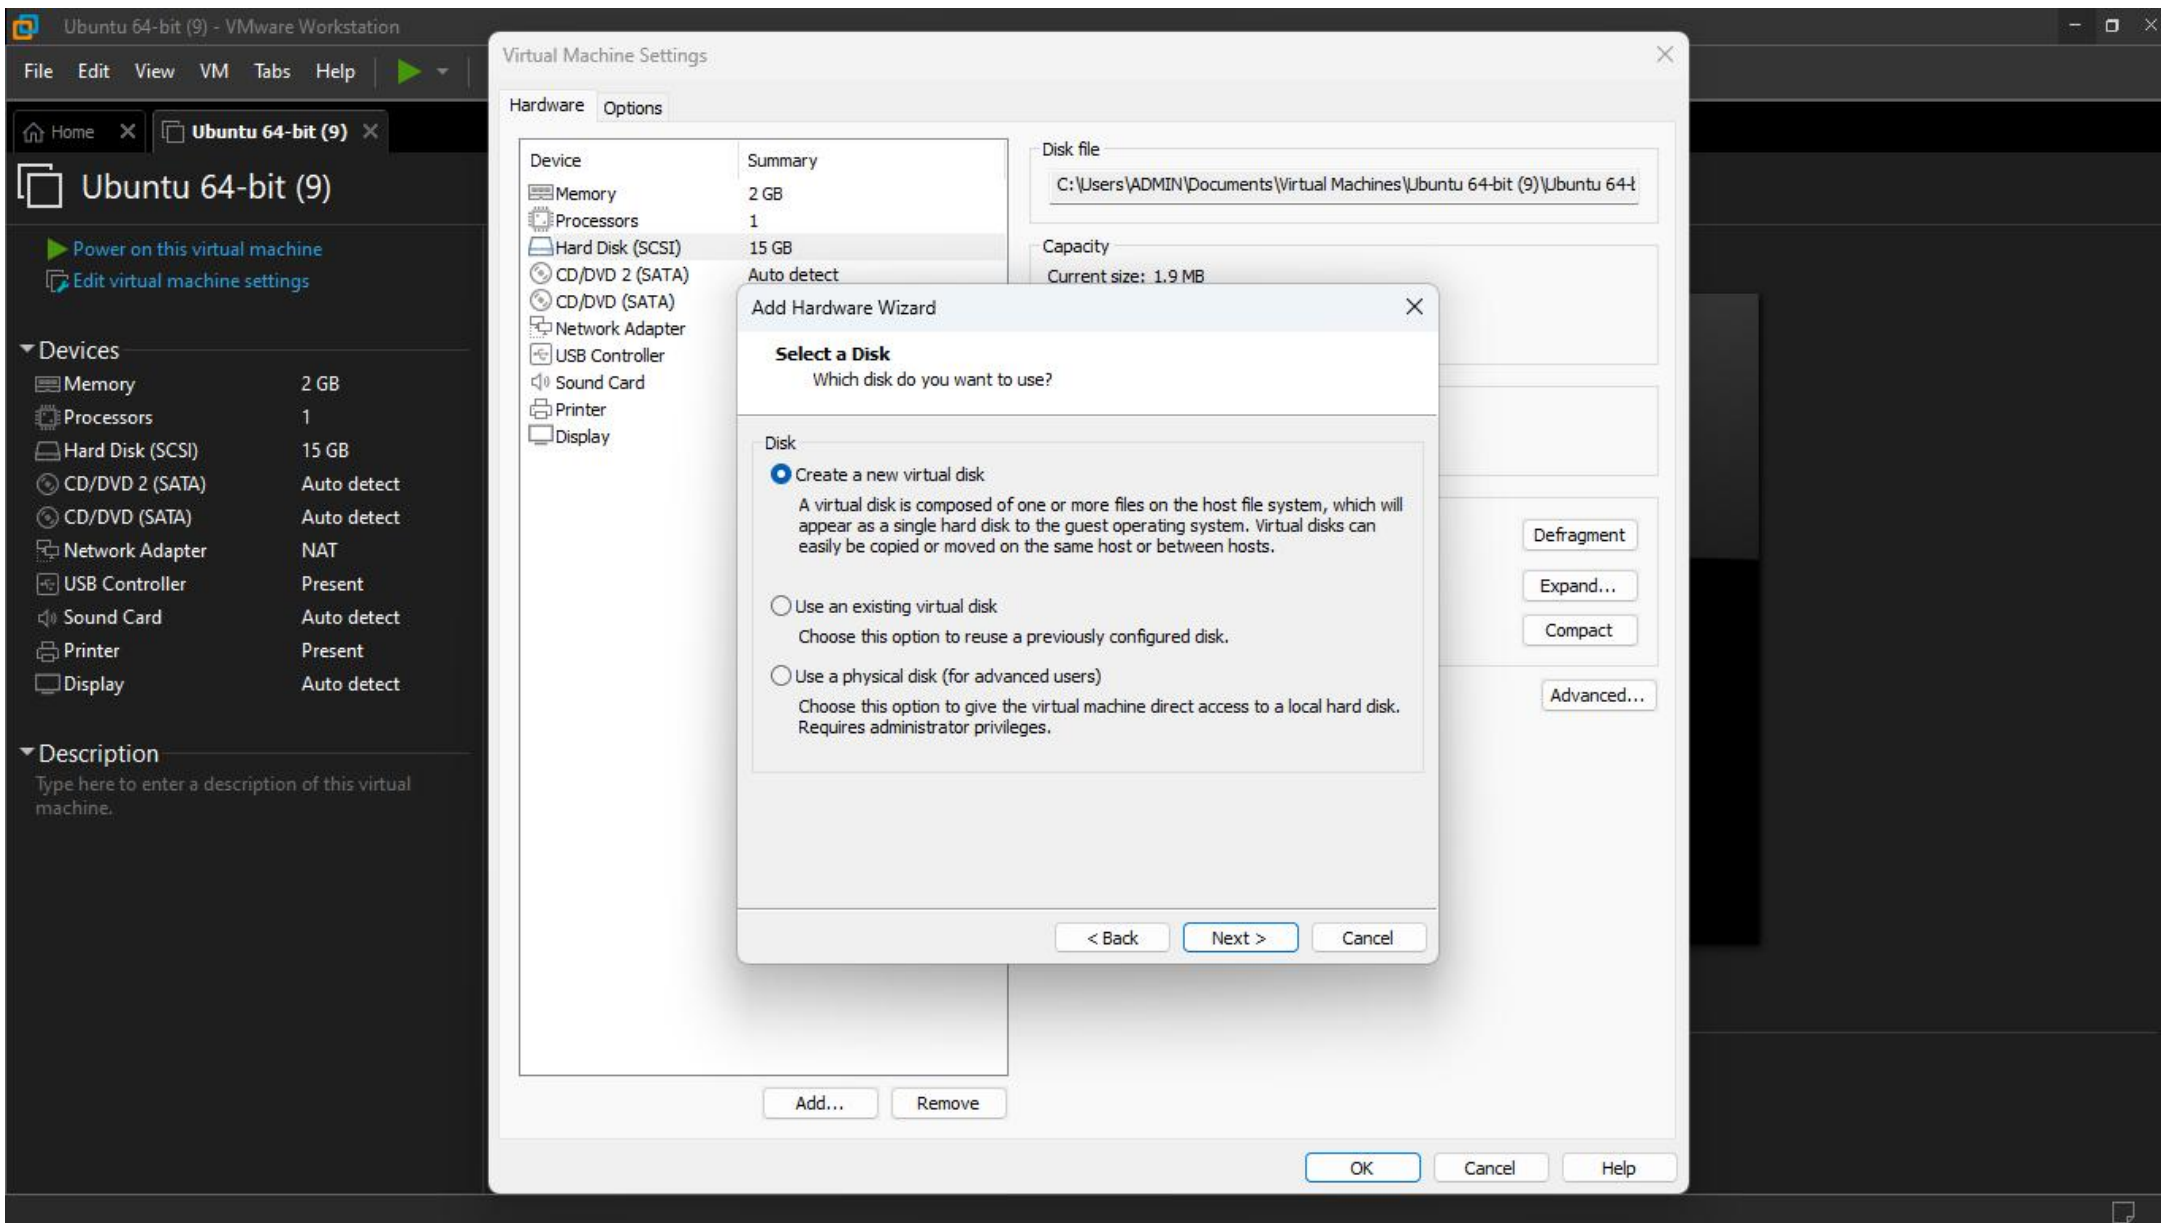 Ubuntu 64-bit (9) - VMware Workstation
File Edit View VM Tabs Help
Home
Ubuntu 64-bit (9)
Ubuntu 64-bit (9)
Power on this virtual machine
Edit virtual machine settings
Devices
Memory 2 GB
Processors 1
Hard Disk (SCSI) 15 GB
CD/DVD 2 (SATA) Auto detect
CD/DVD (SATA) Auto detect
Network Adapter NAT
USB Controller Present
Sound Card Auto detect
Printer Present
Display Auto detect
Description
Type here to enter a description of this virtual
machine.
Virtual Machine Settings
Hardware Options
Device Summary
Memory 2 GB
Processors 1
Hard Disk (SCSI) 15 GB
CD/DVD 2 (SATA) Auto detect
CD/DVD (SATA)
Network Adapter
USB Controller
Sound Card
Printer
Display
Add... Remove
Disk file
C:\Users\ADMIN\Documents\Virtual Machines\Ubuntu 64-bit (9)\Ubuntu 64-
Capacity
Current size: 1.9 MB
Defragment
Expand...
Compact
Advanced...
Add Hardware Wizard
Select a Disk
Which disk do you want to use?
Disk
Create a new virtual disk
A virtual disk is composed of one or more files on the host file system, which will
appear as a single hard disk to the guest operating system. Virtual disks can
easily be copied or moved on the same host or between hosts.
Use an existing virtual disk
Choose this option to reuse a previously configured disk.
Use a physical disk (for advanced users)
Choose this option to give the virtual machine direct access to a local hard disk.
Requires administrator privileges.
< Back Next > Cancel
OK Cancel Help